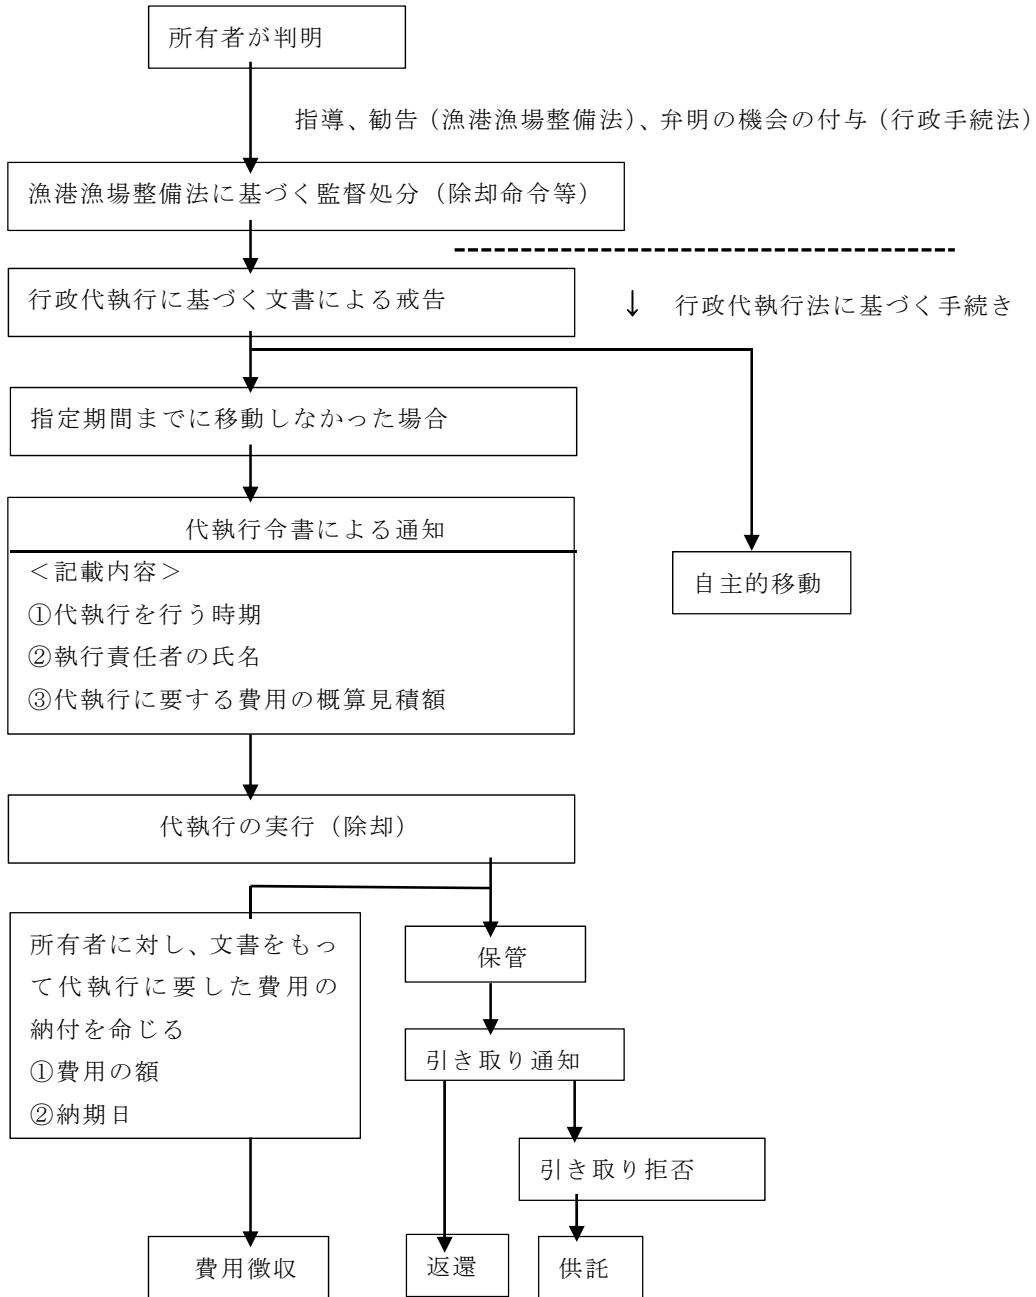 所有者が判明
指導、勧告（漁港漁場整備法）、弁明の機会の付与（行政手続法）
漁港漁場整備法に基づく監督処分（除却命令等）
行政代執行に基づく文書による戒告
↓ 行政代執行法に基づく手続き
指定期間までに移動しなかった場合
代執行令書による通知
＜記載内容＞
①代執行を行う時期
②執行責任者の氏名
③代執行に要する費用の概算見積額
自主的移動
代執行の実行（除却）
所有者に対し、文書をもっ
て代執行に要した費用の
納付を命じる
①費用の額
②納期日
保管
引き取り通知
引き取り拒否
費用徴収
返還
供託